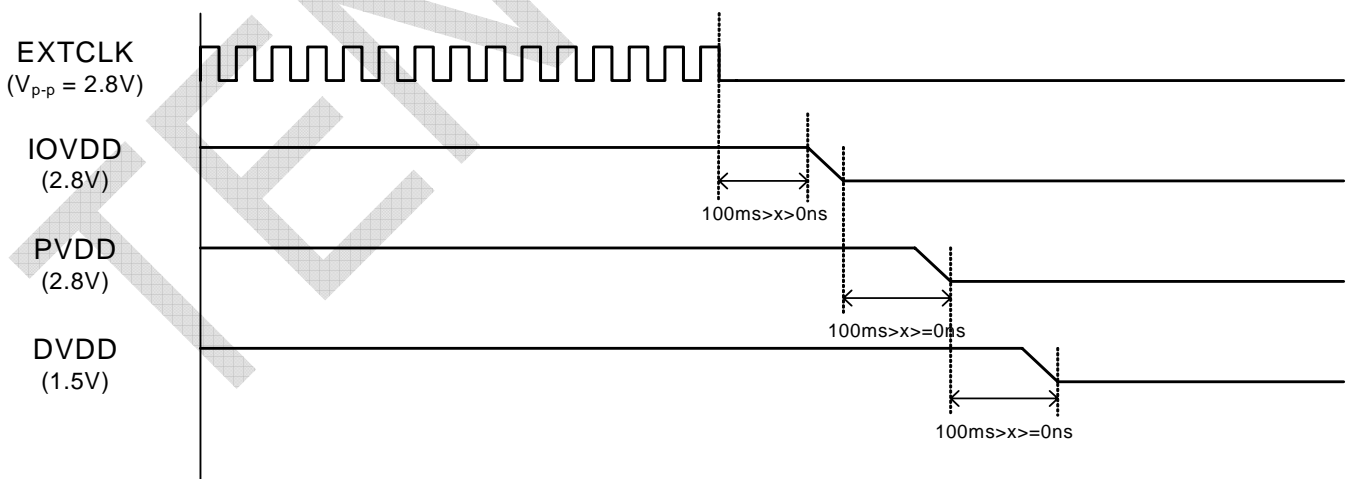 EXTCLK
(Vp-p = 2.8V)
IOVDD
(2.8V)
100ms>x>0ns
PVDD
(2.8V)
100ms>x>=0ns
DVDD
(1.5V)
100ms>x>=0ns